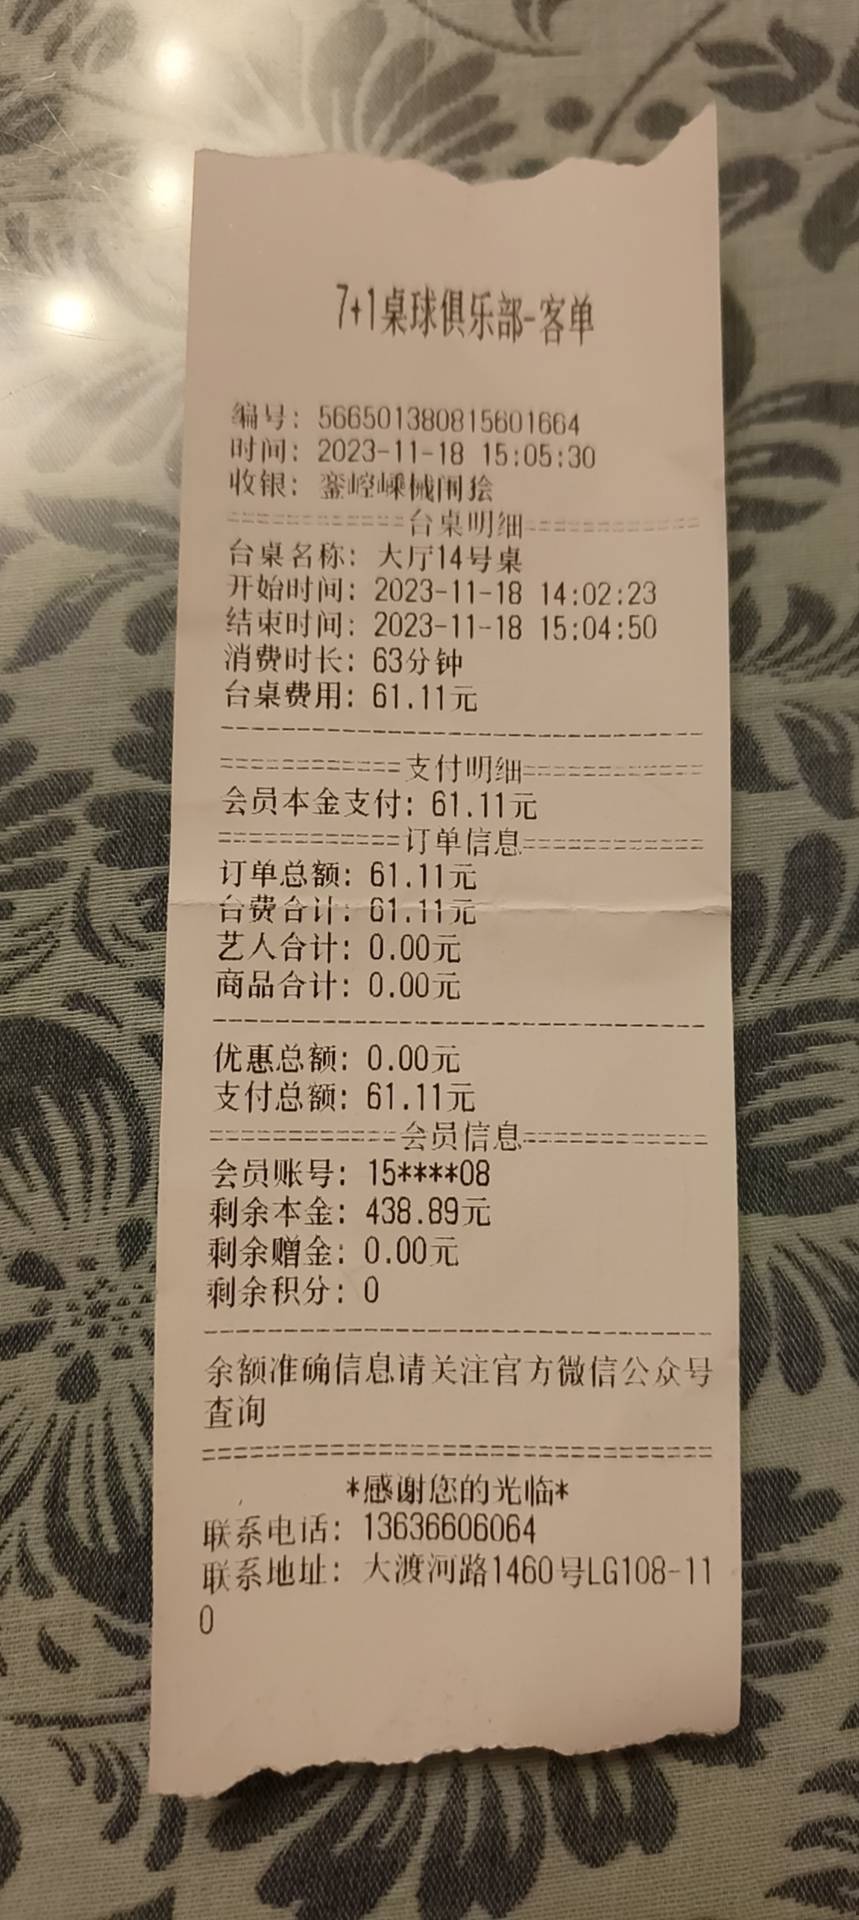 7+1桌球俱乐部-客单
编号: 566501380815601664
时间: 2023-11-18 15:05:30
收银: 銮崆嵊械闱狯
===========台桌明细===========
台桌名称: 大厅14号桌
开始时间: 2023-11-18 14:02:23
结束时间: 2023-11-18 15:04:50
消费时长: 63分钟
台桌费用: 61.11元
--------------------------------
===========支付明细===========
会员本金支付: 61.11元
===========订单信息===========
订单总额: 61.11元
台费合计: 61.11元
艺人合计: 0.00元
商品合计: 0.00元
--------------------------------
优惠总额: 0.00元
支付总额: 61.11元
===========会员信息===========
会员账号: 15****08
剩余本金: 438.89元
剩余赠金: 0.00元
剩余积分: 0
--------------------------------
余额准确信息请关注官方微信公众号
查询
================================
*感谢您的光临*
联系电话: 13636606064
联系地址: 大渡河路1460号LG108-11
0